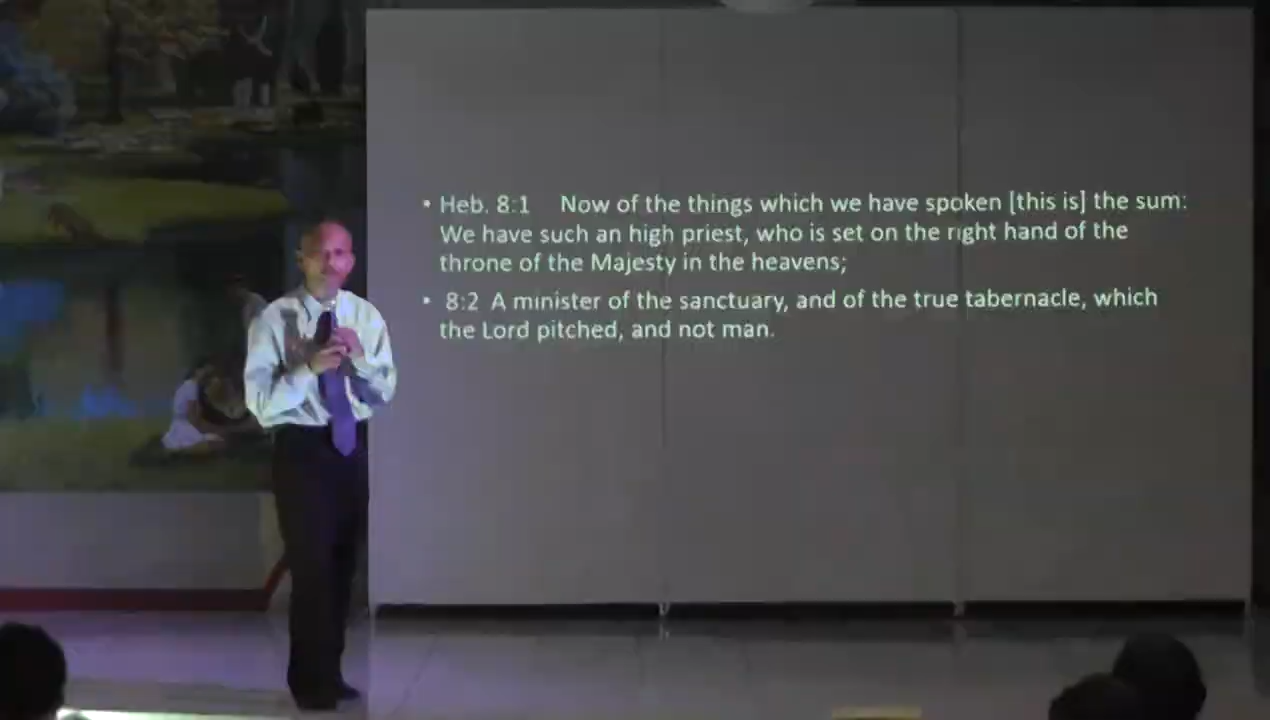 • Heb. 8:1 Now of the things which we have spoken [this is] the sum:
We have such an high priest, who is set on the right hand of the
throne of the Majesty in the heavens;
• 8:2 A minister of the sanctuary, and of the true tabernacle, which
the Lord pitched, and not man.